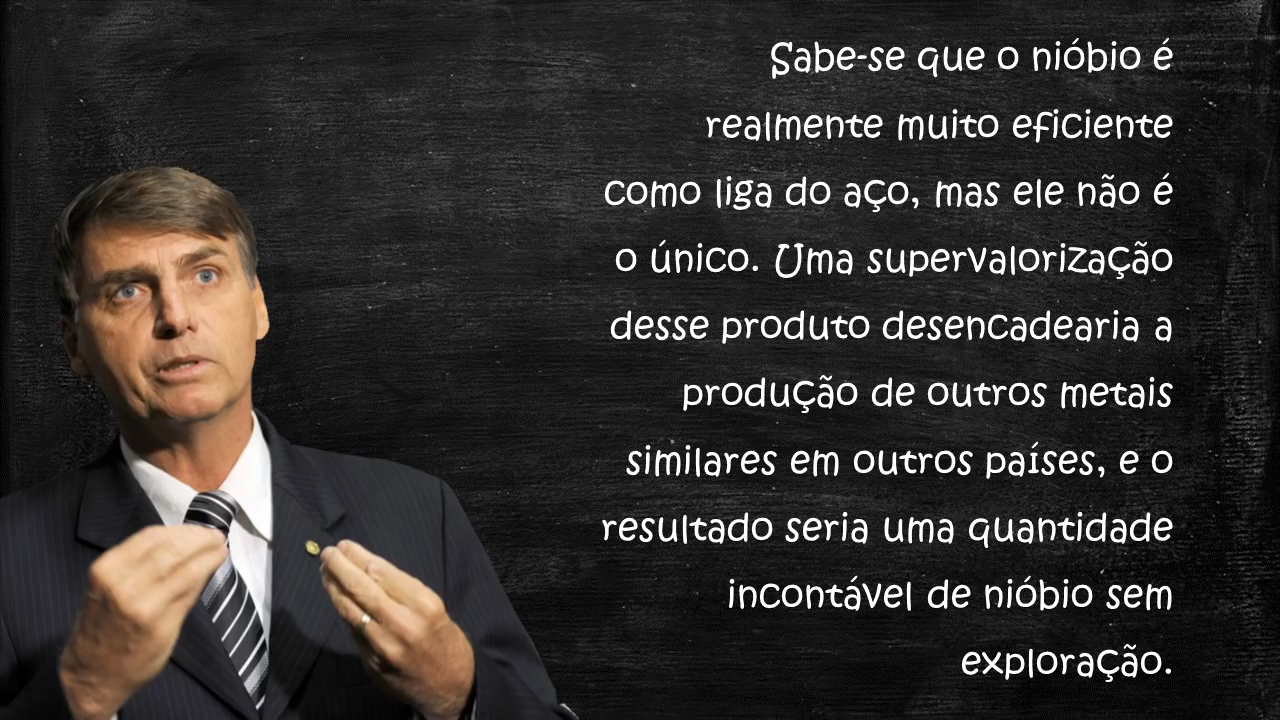 Sabe-se que o nióbio é
realmente muito eficiente
como liga do aço, mas ele não é
o único. Uma supervalorização
desse produto desencadearia a
produção de outros metais
similares em outros países, e o
resultado seria uma quantidade
incontável de nióbio sem
exploração.